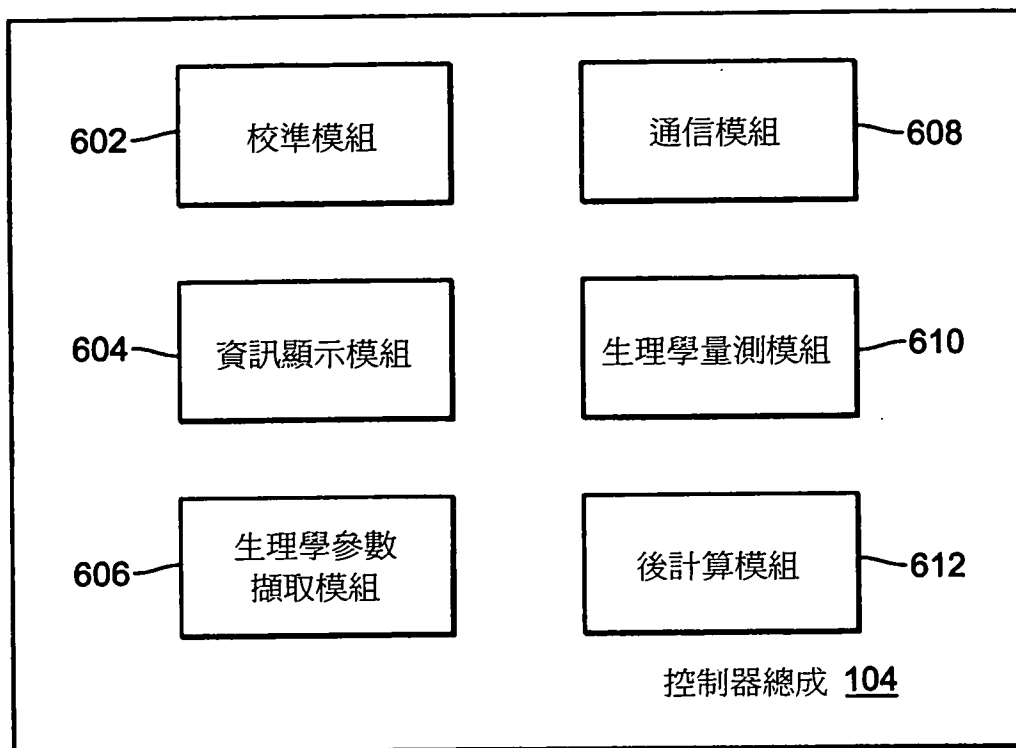 602
校準模組
通信模組
608
604
資訊顯示模組
生理學量測模組
610
606
生理學參數
擷取模組
後計算模組
612
控制器總成 104